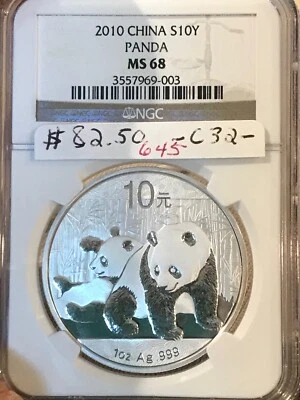 2010 CHINA S10Y
PANDA
MS 68
3557969-003
NGC
#82.50 -C32-
645
10元
1oz Ag .999